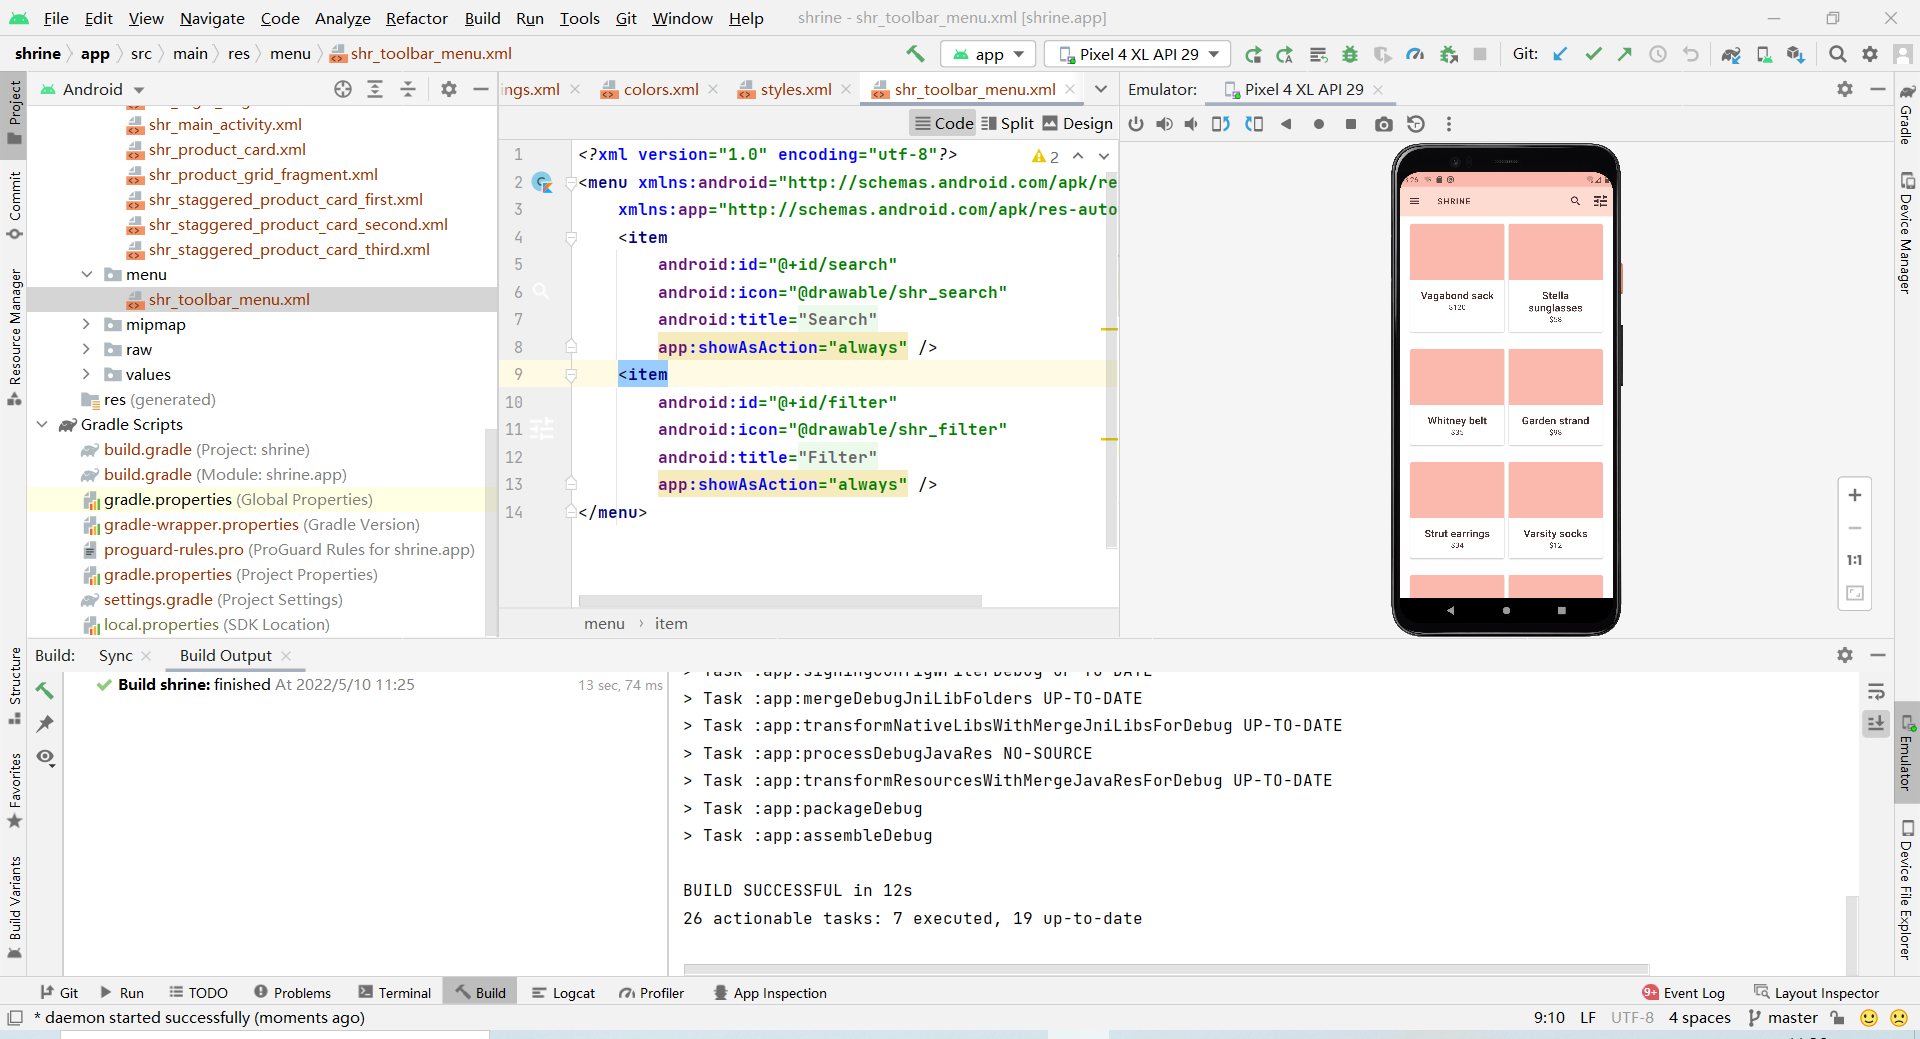 File Edit View Navigate Code Analyze Refactor Build Run Tools Git Window Help shrine - shr_toolbar_menu.xml [shrine.app]
shrine app src main res menu shr_toolbar_menu.xml app Pixel 4 XL API 29 Git:
Project
Commit
Resource Manager
Structure
Favorites
Build Variants
Android
shr_main_activity.xml
shr_product_card.xml
shr_product_grid_fragment.xml
shr_staggered_product_card_first.xml
shr_staggered_product_card_second.xml
shr_staggered_product_card_third.xml
menu
shr_toolbar_menu.xml
mipmap
raw
values
res (generated)
Gradle Scripts
build.gradle (Project: shrine)
build.gradle (Module: shrine.app)
gradle.properties (Global Properties)
gradle-wrapper.properties (Gradle Version)
proguard-rules.pro (ProGuard Rules for shrine.app)
gradle.properties (Project Properties)
settings.gradle (Project Settings)
local.properties (SDK Location)
ings.xml colors.xml styles.xml shr_toolbar_menu.xml
Code Split Design
2
1 <?xml version="1.0" encoding="utf-8"?>
2 <menu xmlns:android="http://schemas.android.com/apk/re
3 xmlns:app="http://schemas.android.com/apk/res-auto
4 <item
5 android:id="@+id/search"
6 android:icon="@drawable/shr_search"
7 android:title="Search"
8 app:showAsAction="always" />
9 <item
10 android:id="@+id/filter"
11 android:icon="@drawable/shr_filter"
12 android:title="Filter"
13 app:showAsAction="always" />
14 </menu>
menu › item
Emulator: Pixel 4 XL API 29
SHRINE
Vagabond sack
$120
Stella
sunglasses
$58
Whitney belt
$35
Garden strand
$98
Strut earrings
$34
Varsity socks
$12
1:1
Gradle
Device Manager
Emulator
Device File Explorer
Build: Sync Build Output
Build shrine: finished At 2022/5/10 11:25 13 sec, 74 ms
> Task :app:signingConfigWriterDebug UP-TO-DATE
> Task :app:mergeDebugJniLibFolders UP-TO-DATE
> Task :app:transformNativeLibsWithMergeJniLibsForDebug UP-TO-DATE
> Task :app:processDebugJavaRes NO-SOURCE
> Task :app:transformResourcesWithMergeJavaResForDebug UP-TO-DATE
> Task :app:packageDebug
> Task :app:assembleDebug
BUILD SUCCESSFUL in 12s
26 actionable tasks: 7 executed, 19 up-to-date
Git Run TODO Problems Terminal Build Logcat Profiler App Inspection 9+ Event Log Layout Inspector
* daemon started successfully (moments ago) 9:10 LF UTF-8 4 spaces master